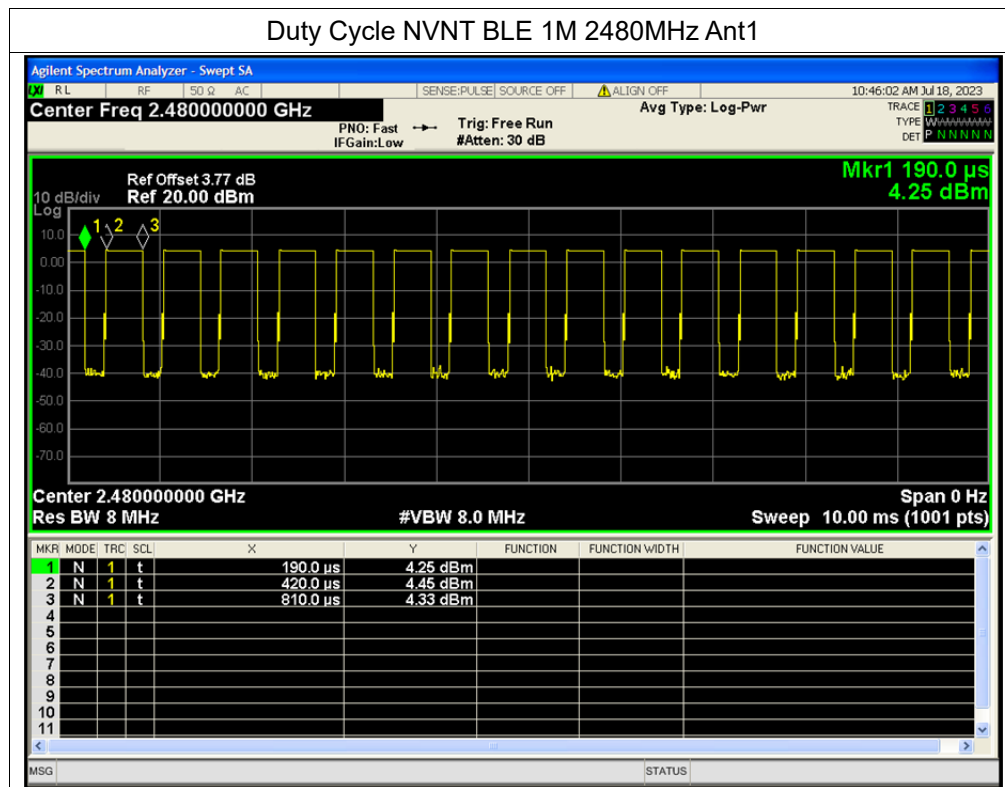 Duty Cycle NVNT BLE 1M 2480MHz Ant1
Agilent Spectrum Analyzer - Swept SA
LXI RL RF 50 Ω AC SENSE:PULSE SOURCE OFF ALIGN OFF 10:46:02 AM Jul 18, 2023
Center Freq 2.480000000 GHz Avg Type: Log-Pwr TRACE 1 2 3 4 5 6
PNO: Fast Trig: Free Run TYPE WWWWWW
IFGain:Low #Atten: 30 dB DET P N N N N N
Mkr1 190.0 µs
4.25 dBm
Ref Offset 3.77 dB
10 dB/div Ref 20.00 dBm
Log
1 2 3
10.0
0.00
-10.0
-20.0
-30.0
-40.0
-50.0
-60.0
-70.0
Center 2.480000000 GHz Span 0 Hz
Res BW 8 MHz #VBW 8.0 MHz Sweep 10.00 ms (1001 pts)
MKR MODE TRC SCL X Y FUNCTION FUNCTION WIDTH FUNCTION VALUE
1 N 1 t 190.0 µs 4.25 dBm
2 N 1 t 420.0 µs 4.45 dBm
3 N 1 t 810.0 µs 4.33 dBm
4
5
6
7
8
9
10
11
MSG STATUS